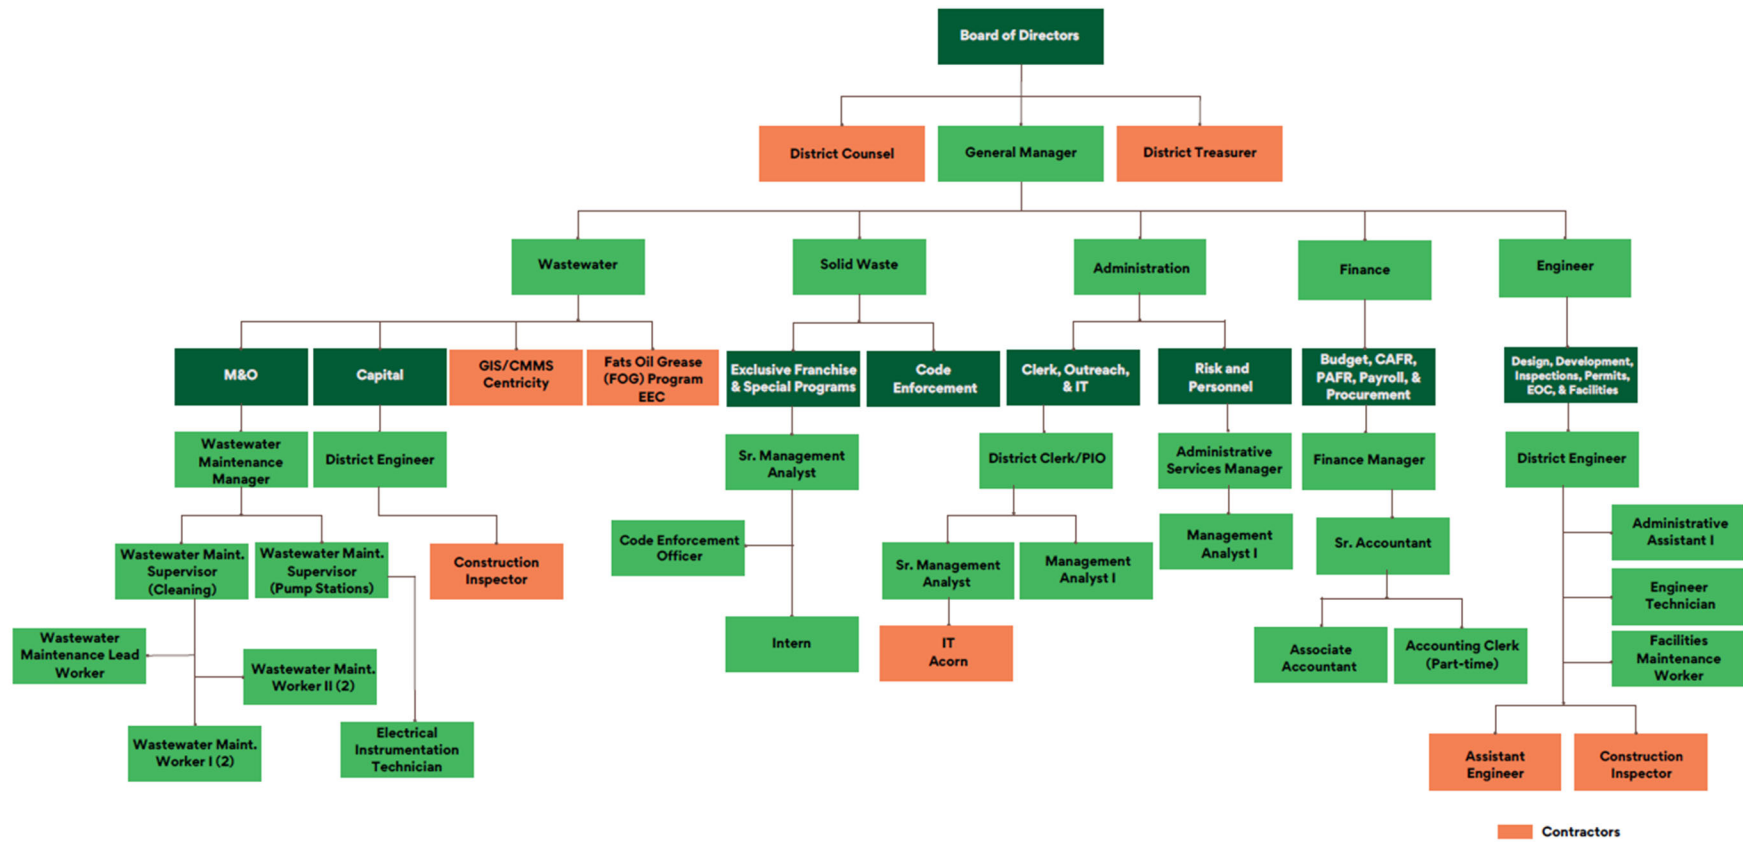 Board of Directors
District Counsel
General Manager
District Treasurer
Wastewater
Solid Waste
Administration
Finance
Engineer
M&O
Capital
GIS/CMMS
Centricity
Fats Oil Grease
(FOG) Program
EEC
Exclusive Franchise
& Special Programs
Code
Enforcement
Clerk, Outreach,
& IT
Risk and
Personnel
Budget, CAFR,
PAFR, Payroll, &
Procurement
Design, Development,
Inspections, Permits,
EOC, & Facilities
Wastewater
Maintenance
Manager
District Engineer
Sr. Management
Analyst
District Clerk/PIO
Administrative
Services Manager
Finance Manager
District Engineer
Wastewater Maint.
Supervisor
(Cleaning)
Wastewater Maint.
Supervisor
(Pump Stations)
Construction
Inspector
Code Enforcement
Officer
Sr. Management
Analyst
Management
Analyst I
Management
Analyst I
Sr. Accountant
Administrative
Assistant I
Engineer
Technician
Wastewater
Maintenance Lead
Worker
Wastewater Maint.
Worker II (2)
Intern
IT
Acorn
Associate
Accountant
Accounting Clerk
(Part-time)
Facilities
Maintenance
Worker
Wastewater Maint.
Worker I (2)
Electrical
Instrumentation
Technician
Assistant
Engineer
Construction
Inspector
Contractors